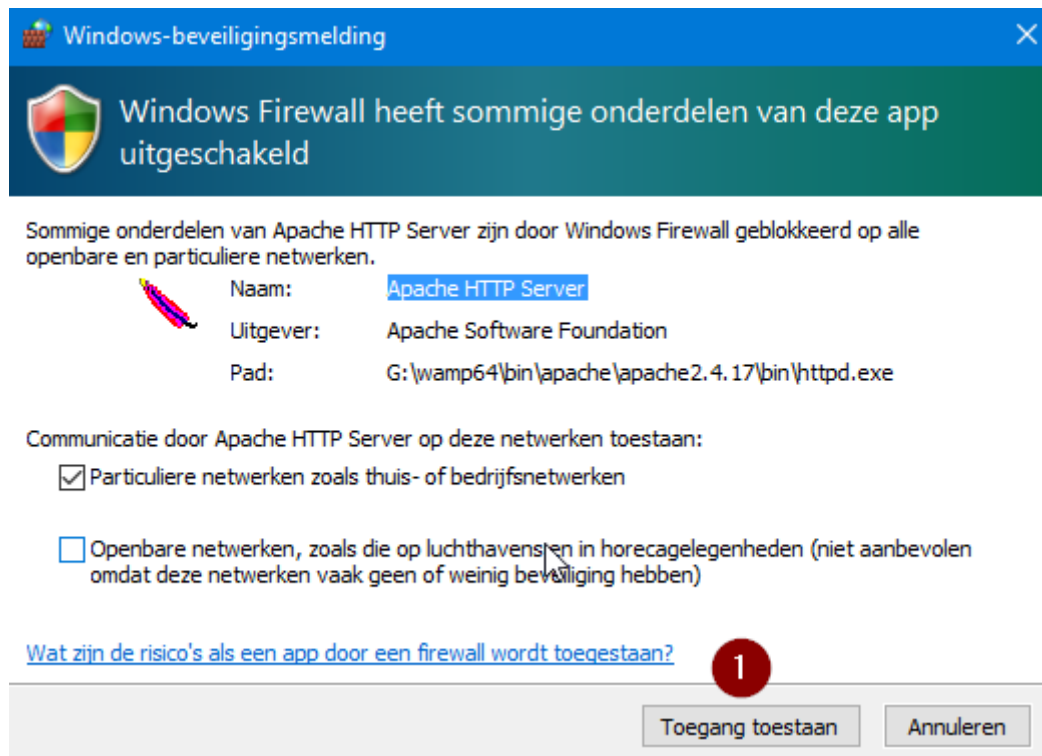 Windows-beveiligingsmelding
Windows Firewall heeft sommige onderdelen van deze app
uitgeschakeld
Sommige onderdelen van Apache HTTP Server zijn door Windows Firewall geblokkeerd op alle
openbare en particuliere netwerken.
Naam: Apache HTTP Server
Uitgever: Apache Software Foundation
Pad: G:\wamp64\bin\apache\apache2.4.17\bin\httpd.exe
Communicatie door Apache HTTP Server op deze netwerken toestaan:
Particuliere netwerken zoals thuis- of bedrijfsnetwerken
Openbare netwerken, zoals die op luchthavens en in horecagelegenheden (niet aanbevolen
omdat deze netwerken vaak geen of weinig beveiliging hebben)
Wat zijn de risico's als een app door een firewall wordt toegestaan?
1
Toegang toestaan Annuleren